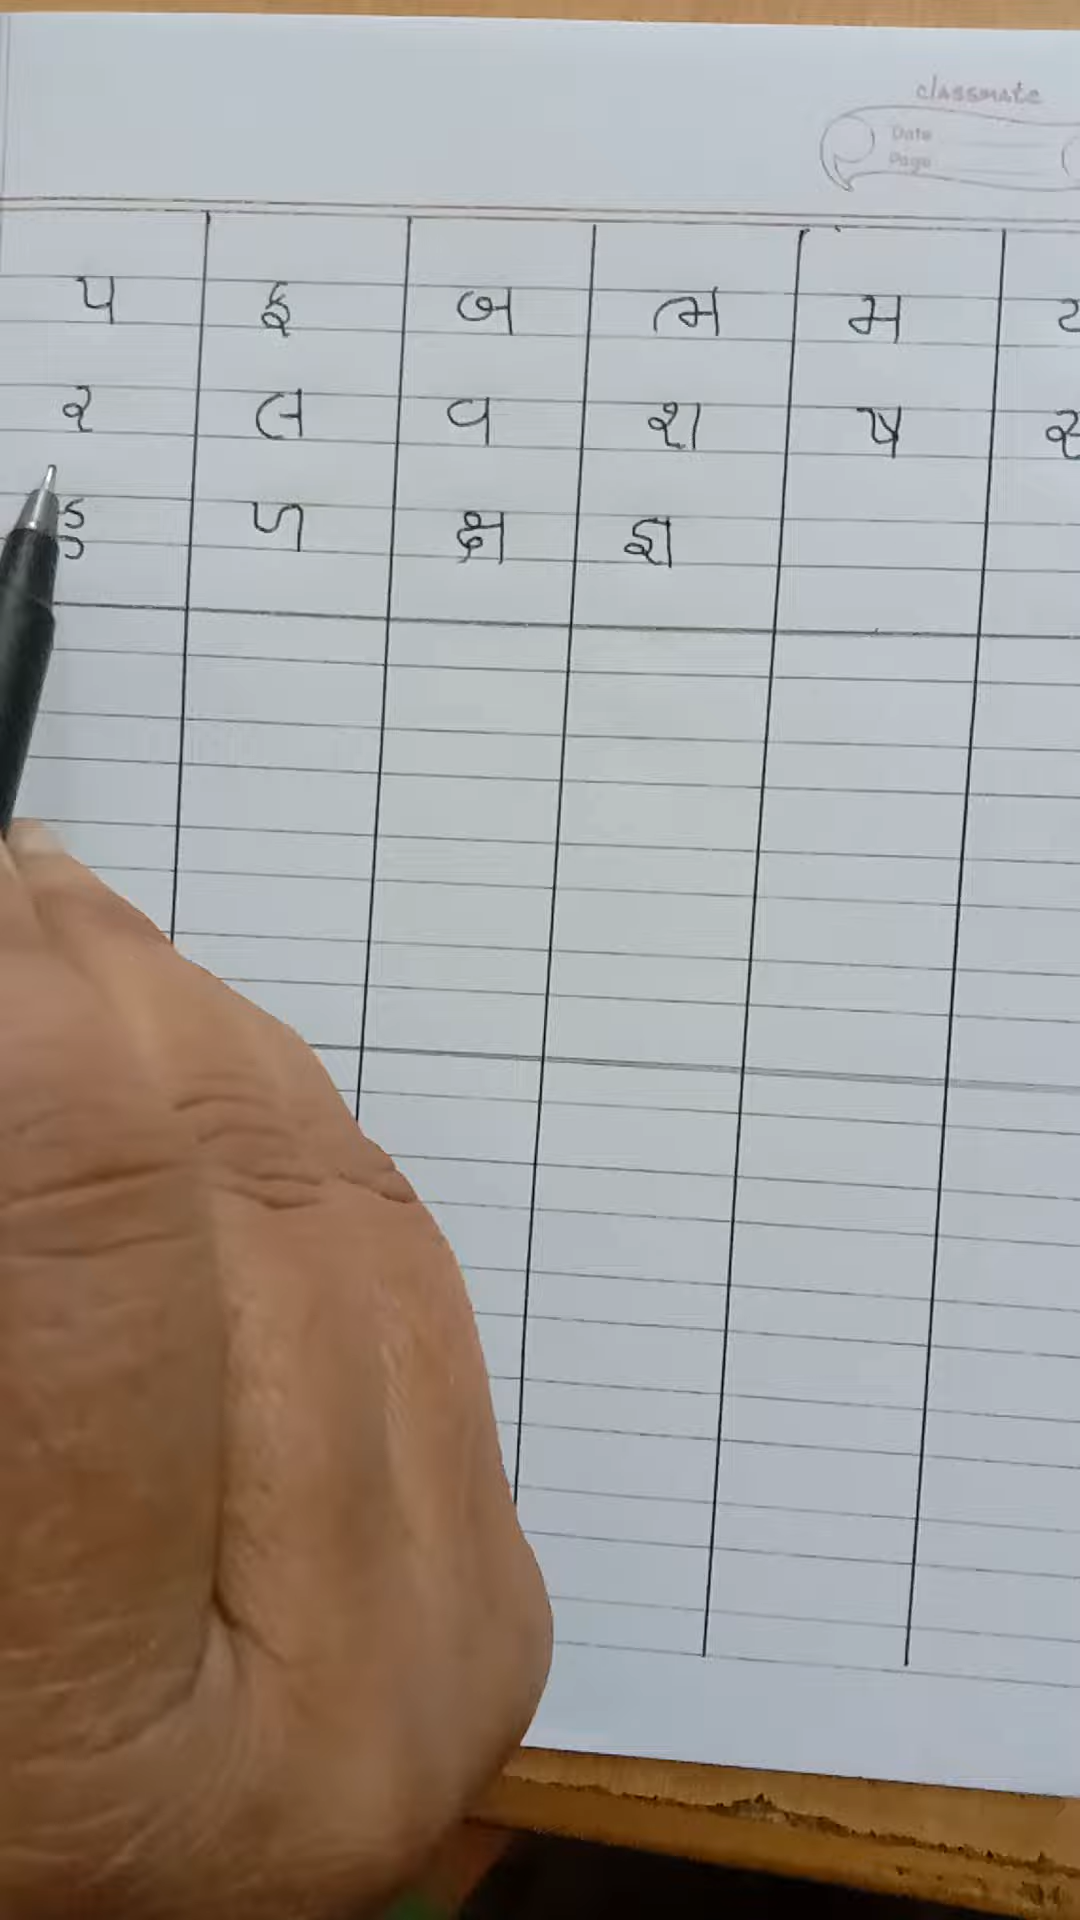 classmate
Date
Page
प फ ब भ म य
र ल व श ष स
ह ळ क्ष ज्ञ